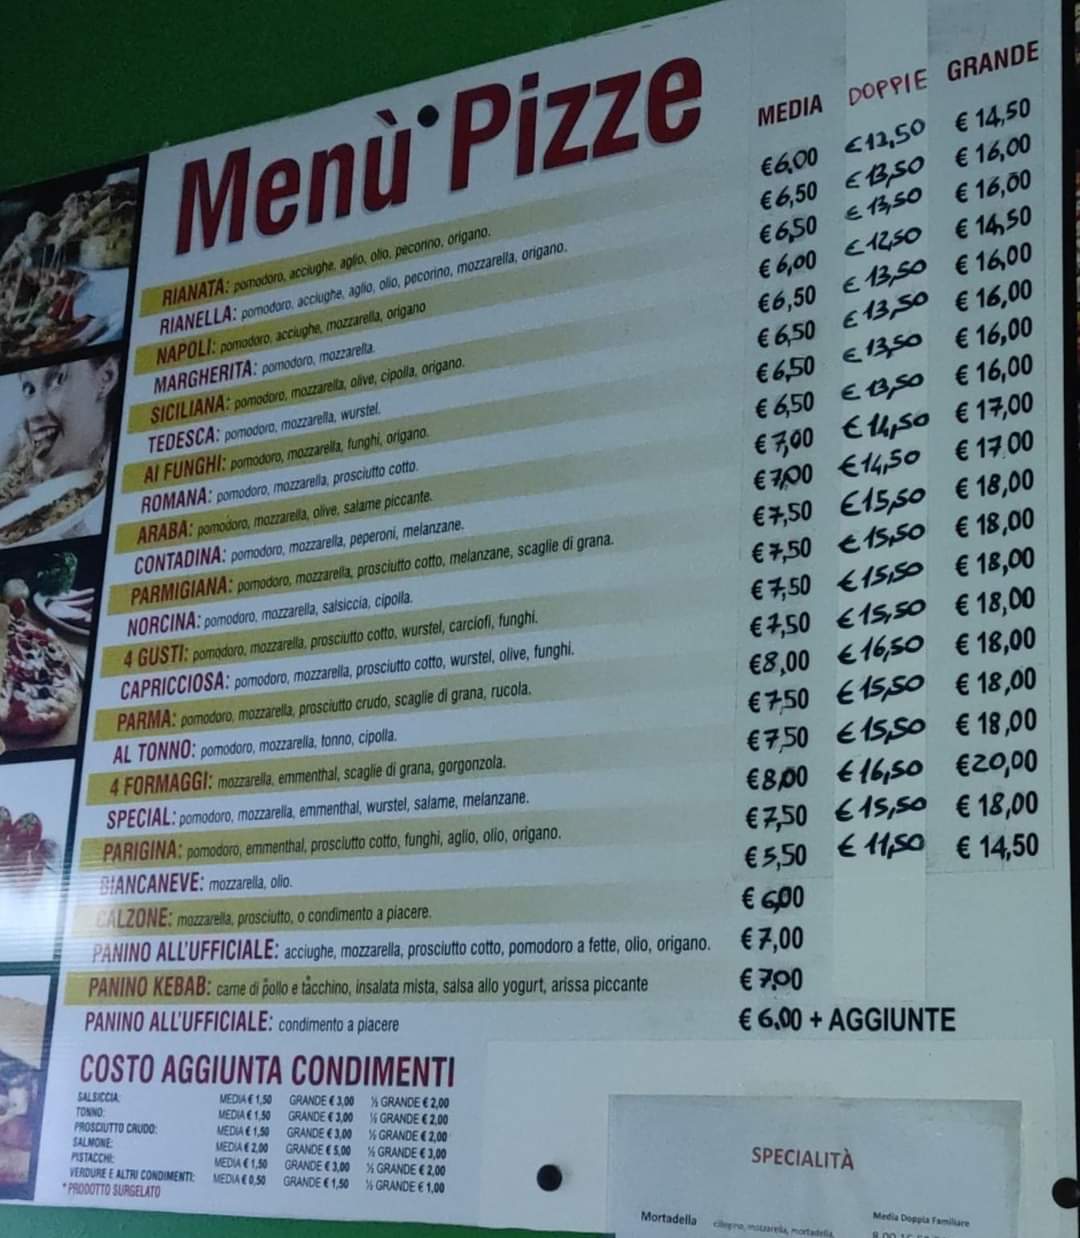 Menù Pizze MEDIA DOPPIE GRANDE
RIANATA: pomodoro, acciughe, aglio, olio, pecorino, origano. €6,00 €12,50 € 14,50
RIANELLA: pomodoro, acciughe, aglio, olio, pecorino, mozzarella, origano. €6,50 €13,50 € 16,00
NAPOLI: pomodoro, acciughe, mozzarella, origano €6,50 €13,50 € 16,00
MARGHERITA: pomodoro, mozzarella. €6,00 €12,50 € 14,50
SICILIANA: pomodoro, mozzarella, olive, cipolla, origano. €6,50 €13,50 € 16,00
TEDESCA: pomodoro, mozzarella, wurstel. €6,50 €13,50 € 16,00
AI FUNGHI: pomodoro, mozzarella, funghi, origano. €6,50 €13,50 € 16,00
ROMANA: pomodoro, mozzarella, prosciutto cotto. €6,50 €13,50 € 16,00
ARABA: pomodoro, mozzarella, olive, salame piccante. €7,00 €14,50 € 17,00
CONTADINA: pomodoro, mozzarella, peperoni, melanzane. €7,00 €14,50 € 17.00
PARMIGIANA: pomodoro, mozzarella, prosciutto cotto, melanzane, scaglie di grana. €7,50 €15,50 € 18,00
NORCINA: pomodoro, mozzarella, salsiccia, cipolla. €7,50 €15,50 € 18,00
4 GUSTI: pomodoro, mozzarella, prosciutto cotto, wurstel, carciofi, funghi. €7,50 €15,50 € 18,00
CAPRICCIOSA: pomodoro, mozzarella, prosciutto cotto, wurstel, olive, funghi. €7,50 €15,50 € 18,00
PARMA: pomodoro, mozzarella, prosciutto crudo, scaglie di grana, rucola. €8,00 €16,50 € 18,00
AL TONNO: pomodoro, mozzarella, tonno, cipolla. €7,50 €15,50 € 18,00
4 FORMAGGI: mozzarella, emmenthal, scaglie di grana, gorgonzola. €7,50 €15,50 € 18,00
SPECIAL: pomodoro, mozzarella, emmenthal, wurstel, salame, melanzane. €8,00 €16,50 €20,00
PARIGINA: pomodoro, emmenthal, prosciutto cotto, funghi, aglio, olio, origano. €7,50 €15,50 € 18,00
BIANCANEVE: mozzarella, olio. €5,50 €11,50 € 14,50
CALZONE: mozzarella, prosciutto, o condimento a piacere. € 6,00
PANINO ALL'UFFICIALE: acciughe, mozzarella, prosciutto cotto, pomodoro a fette, olio, origano. € 7,00
PANINO KEBAB: carne di pollo e tacchino, insalata mista, salsa allo yogurt, arissa piccante € 7,00
PANINO ALL'UFFICIALE: condimento a piacere € 6,00 + AGGIUNTE
COSTO AGGIUNTA CONDIMENTI
SALSICCIA: MEDIA € 1,50 GRANDE € 3,00 ½ GRANDE € 2,00
TONNO: MEDIA € 1,50 GRANDE € 3,00 ½ GRANDE € 2,00
PROSCIUTTO CRUDO: MEDIA € 1,50 GRANDE € 3,00 ½ GRANDE € 2,00
SALMONE: MEDIA € 2,00 GRANDE € 5,00 ½ GRANDE € 3,00
PISTACCHI: MEDIA € 1,50 GRANDE € 3,00 ½ GRANDE € 2,00
VERDURE E ALTRI CONDIMENTI: MEDIA € 0,50 GRANDE € 1,50 ½ GRANDE € 1,00
*PRODOTTO SURGELATO
SPECIALITÀ
Media Doppia Familiare
Mortadella ciliegino, mozzarella, mortadella,